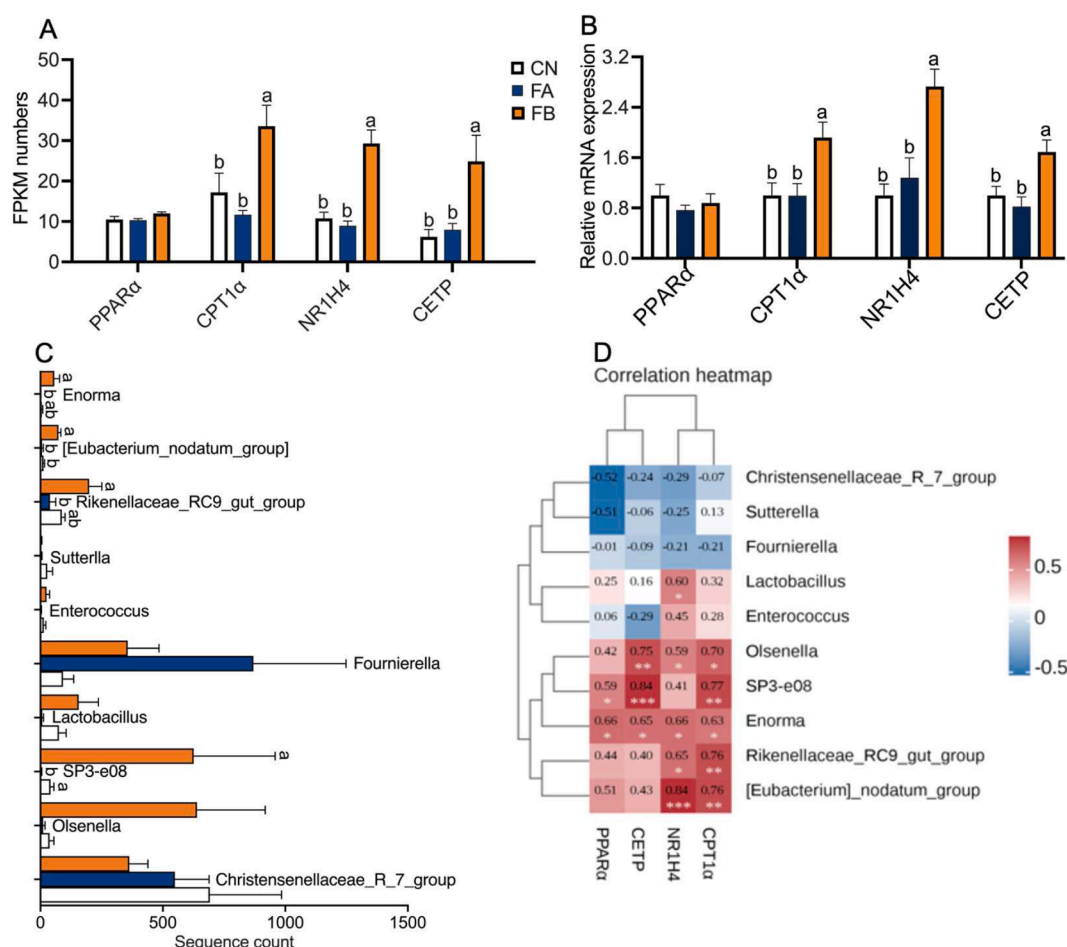 A
FPKM numbers
50
40
30
20
10
0
b
b
a
b
b
a
b
b
a
PPARα
CPT1α
NR1H4
CETP
CN
FA
FB
B
Relative mRNA expression
3.2
2.4
1.6
0.8
0.0
b
b
a
b
b
a
b
b
a
PPARα
CPT1α
NR1H4
CETP
C
a
b
ab
Enorma
a
b
b
[Eubacterium_nodatum_group]
a
b
ab
Rikenellaceae_RC9_gut_group
Sutterlla
Enterococcus
Fournierella
Lactobacillus
a
b
a
SP3-e08
Olsenella
Christensenellaceae_R_7_group
0
500
1000
1500
Sequence count
D
Correlation heatmap
-0.52 -0.24 -0.29 -0.07 Christensenellaceae_R_7_group
-0.51 -0.06 -0.25 0.13 Sutterella
-0.01 -0.09 -0.21 -0.21 Fournierella
0.25 0.16 0.60 0.32 Lactobacillus
*
0.06 -0.29 0.45 0.28 Enterococcus
0.42 0.75 0.59 0.70 Olsenella
** * *
0.59 0.84 0.41 0.77 SP3-e08
* *** **
0.66 0.65 0.66 0.63 Enorma
* * * *
0.44 0.40 0.65 0.76 Rikenellaceae_RC9_gut_group
* **
0.51 0.43 0.84 0.76 [Eubacterium]_nodatum_group
*** **
PPARα
CETP
NR1H4
CPT1α
0.5
0
-0.5